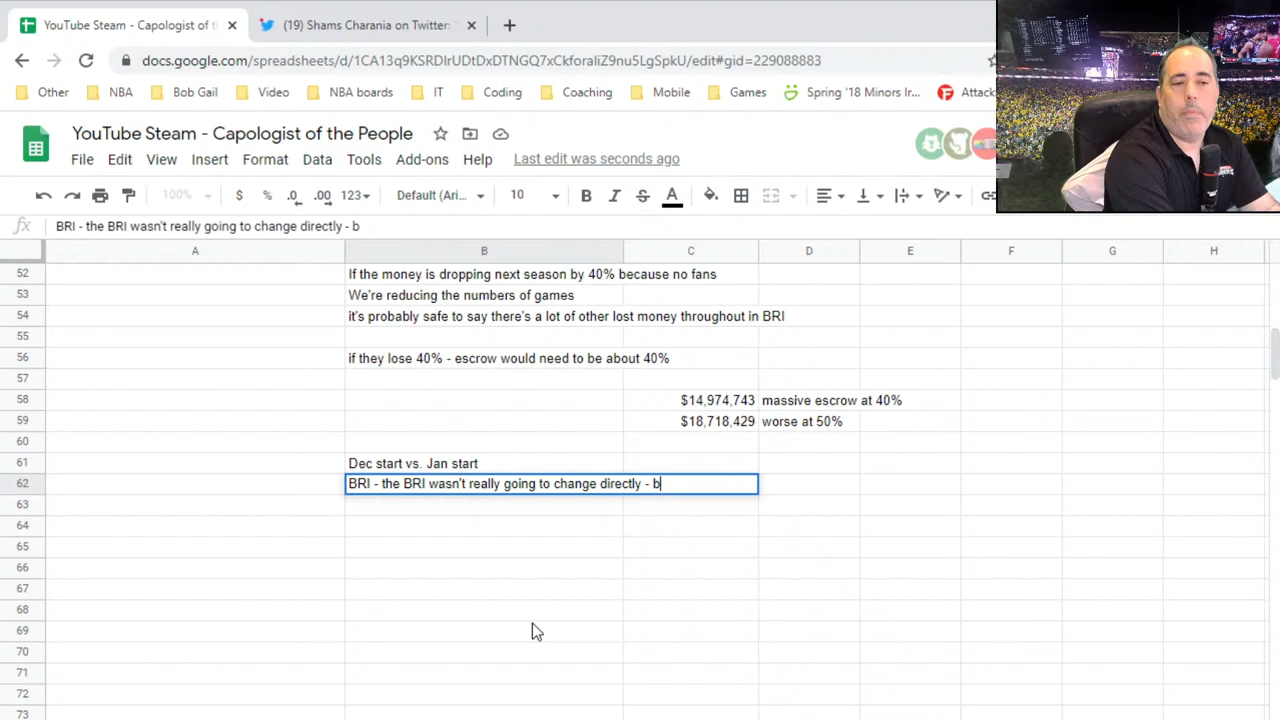 YouTube Steam - Capologist of t
(19) Shams Charania on Twitter:
docs.google.com/spreadsheets/d/1CA13q9KSRDIrUDtDxDTNGQ7xCkforaliZ9nu5LgSpkU/edit#gid=229088883
Other NBA Bob Gail Video NBA boards IT Coding Coaching Mobile Games Spring '18 Minors Ir... Attack
YouTube Steam - Capologist of the People
File Edit View Insert Format Data Tools Add-ons Help Last edit was seconds ago
100% $ % .0 .00 123 Default (Ari... 10 B I S A
fx BRI - the BRI wasn't really going to change directly - b
A B C D E F G H
52 If the money is dropping next season by 40% because no fans
53 We're reducing the numbers of games
54 it's probably safe to say there's a lot of other lost money throughout in BRI
55
56 if they lose 40% - escrow would need to be about 40%
57
58 $14,974,743 massive escrow at 40%
59 $18,718,429 worse at 50%
60
61 Dec start vs. Jan start
62 BRI - the BRI wasn't really going to change directly - b
63
64
65
66
67
68
69
70
71
72
73